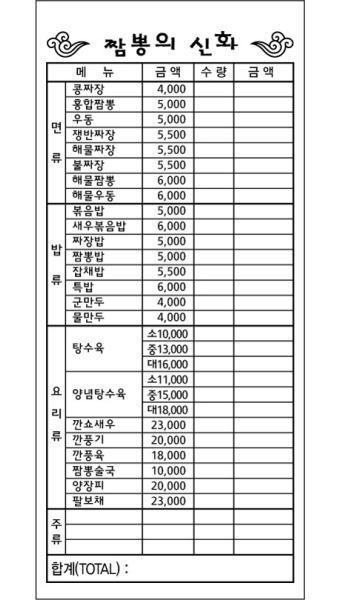 짬뽕의 신화
메 뉴 금 액 수 량 금 액
면류
콩짜장 4,000
홍합짬뽕 5,000
우동 5,000
쟁반짜장 5,500
해물짜장 5,500
불짜장 5,500
해물짬뽕 6,000
해물우동 6,000
밥류
볶음밥 5,000
새우볶음밥 6,000
짜장밥 5,000
짬뽕밥 5,000
잡채밥 5,500
특밥 6,000
군만두 4,000
물만두 4,000
요리류
탕수육 소10,000
중13,000
대16,000
양념탕수육 소11,000
중15,000
대18,000
깐쇼새우 23,000
깐풍기 20,000
깐풍육 18,000
짬뽕술국 10,000
양장피 20,000
팔보채 23,000
주류
합계(TOTAL) :